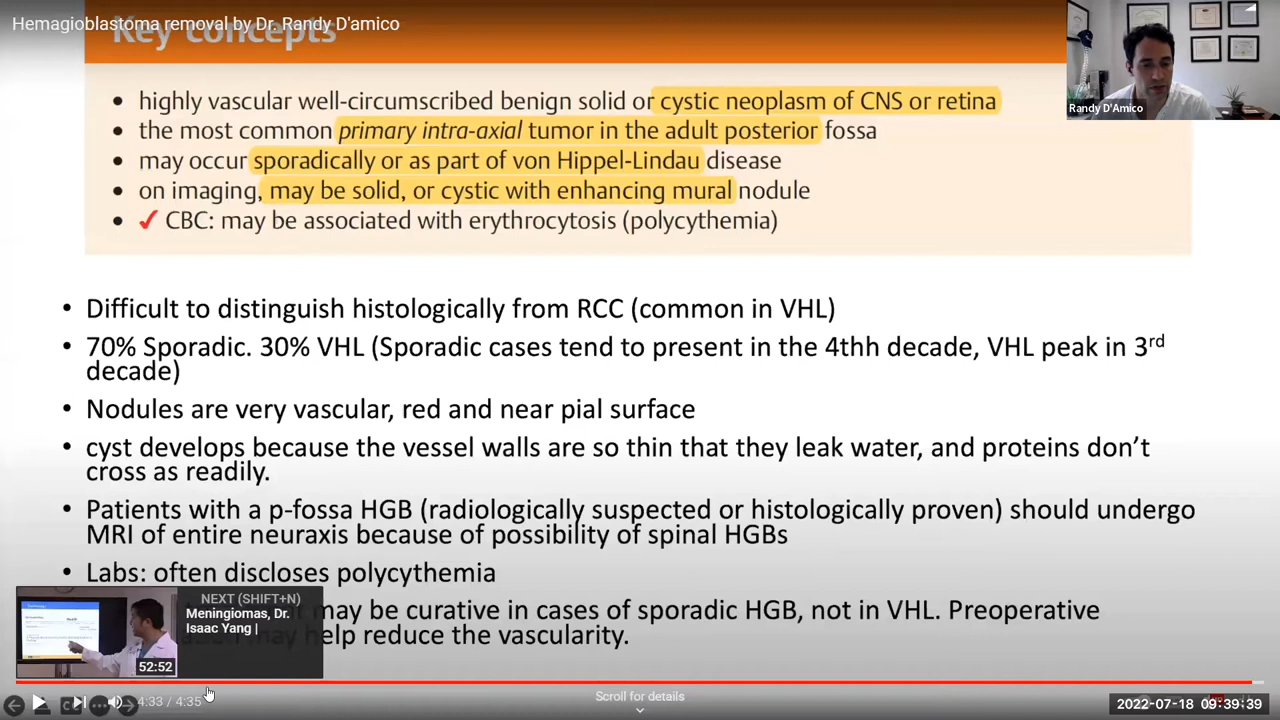 Hemagioblastoma removal by Dr. Randy D'amico
Key concepts
Randy D'Amico
• highly vascular well-circumscribed benign solid or cystic neoplasm of CNS or retina
• the most common primary intra-axial tumor in the adult posterior fossa
• may occur sporadically or as part of von Hippel-Lindau disease
• on imaging, may be solid, or cystic with enhancing mural nodule
• ✓ CBC: may be associated with erythrocytosis (polycythemia)
• Difficult to distinguish histologically from RCC (common in VHL)
• 70% Sporadic. 30% VHL (Sporadic cases tend to present in the 4thh decade, VHL peak in 3rd
decade)
• Nodules are very vascular, red and near pial surface
• cyst develops because the vessel walls are so thin that they leak water, and proteins don’t
cross as readily.
• Patients with a p-fossa HGB (radiologically suspected or histologically proven) should undergo
MRI of entire neuraxis because of possibility of spinal HGBs
• Labs: often discloses polycythemia
may be curative in cases of sporadic HGB, not in VHL. Preoperative
may help reduce the vascularity.
NEXT (SHIFT+N)
Meningiomas, Dr.
Isaac Yang |
52:52
4:33 / 4:35
Scroll for details
2022-07-18 09:39:39